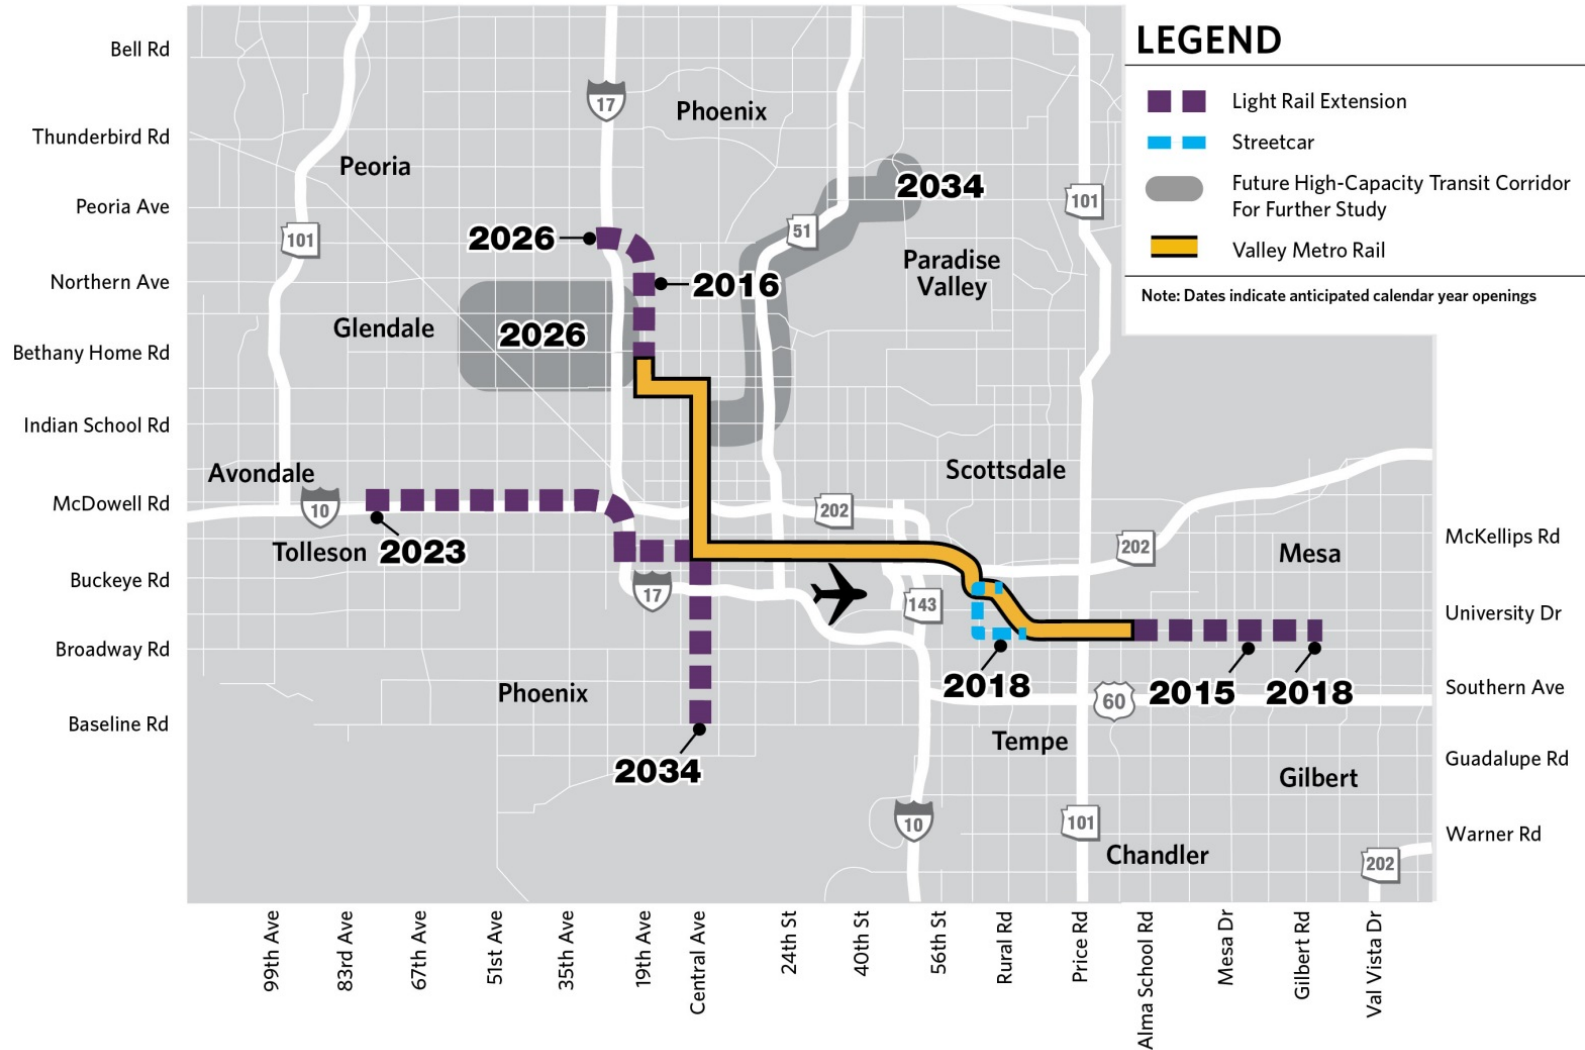 LEGEND
Light Rail Extension
Streetcar
Future High-Capacity Transit Corridor
For Further Study
Valley Metro Rail
Note: Dates indicate anticipated calendar year openings
Bell Rd
Thunderbird Rd
Peoria Ave
Northern Ave
Bethany Home Rd
Indian School Rd
McDowell Rd
Buckeye Rd
Broadway Rd
Baseline Rd
17
Phoenix
Peoria
101
51
101
2034
2026
2016
Paradise
Valley
Glendale
2026
Avondale
Scottsdale
10
202
Tolleson
2023
202
Mesa
17
143
2018
2015
2018
60
Phoenix
2034
Tempe
Gilbert
10
101
Chandler
202
McKellips Rd
University Dr
Southern Ave
Guadalupe Rd
Warner Rd
99th Ave
83rd Ave
67th Ave
51st Ave
35th Ave
19th Ave
Central Ave
24th St
40th St
56th St
Rural Rd
Price Rd
Alma School Rd
Mesa Dr
Gilbert Rd
Val Vista Dr